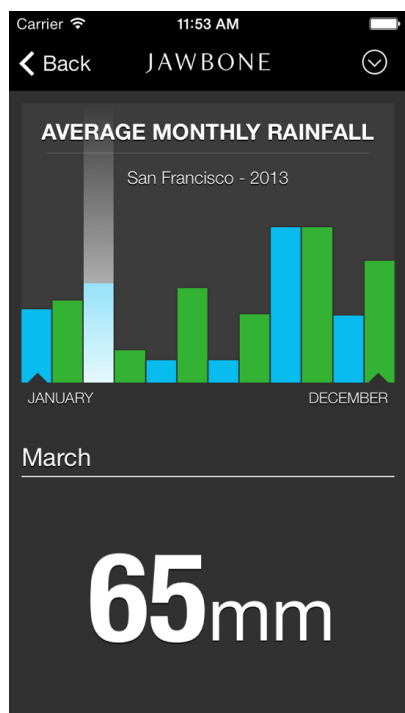 Carrier 11:53 AM
Back JAWBONE
AVERAGE MONTHLY RAINFALL
San Francisco - 2013
JANUARY DECEMBER
March
65mm